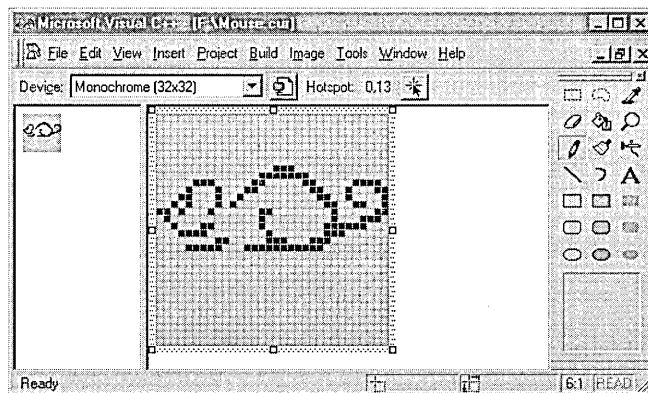 Microsoft Visual C++ - [F:\Mouse.cur]
File Edit View Insert Project Build Image Tools Window Help
Device: Monochrome (32x32) Hotspot: 0,13
A
Ready 6:1 READ